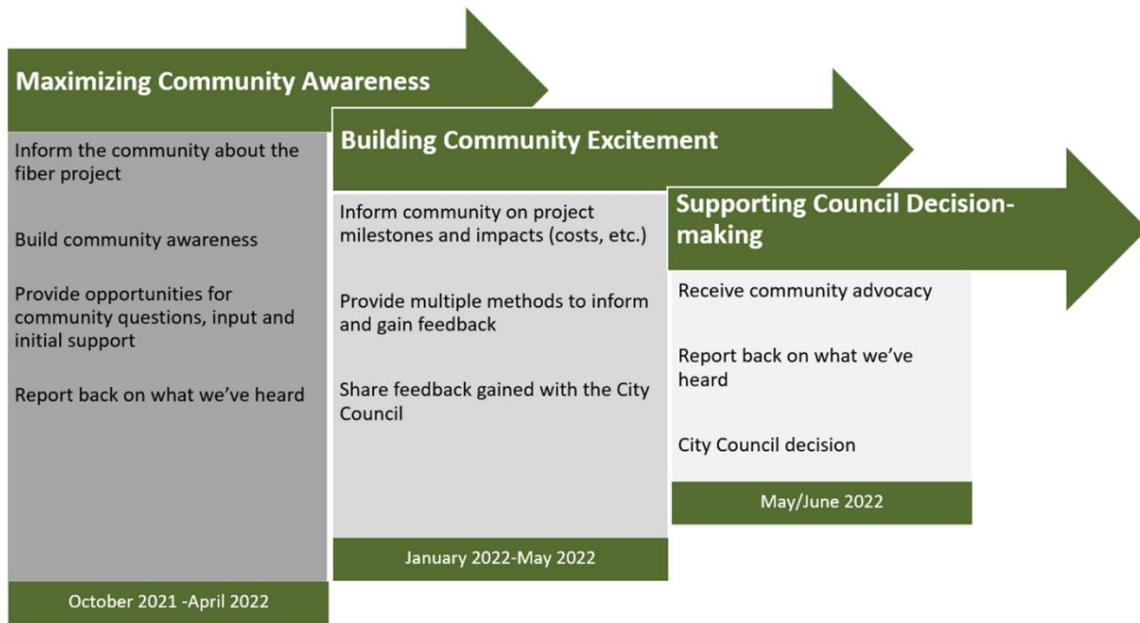 Maximizing Community Awareness
Inform the community about the
fiber project
Build community awareness
Provide opportunities for
community questions, input and
initial support
Report back on what we’ve heard
October 2021 -April 2022
Building Community Excitement
Inform community on project
milestones and impacts (costs, etc.)
Provide multiple methods to inform
and gain feedback
Share feedback gained with the City
Council
January 2022-May 2022
Supporting Council Decision-
making
Receive community advocacy
Report back on what we’ve
heard
City Council decision
May/June 2022